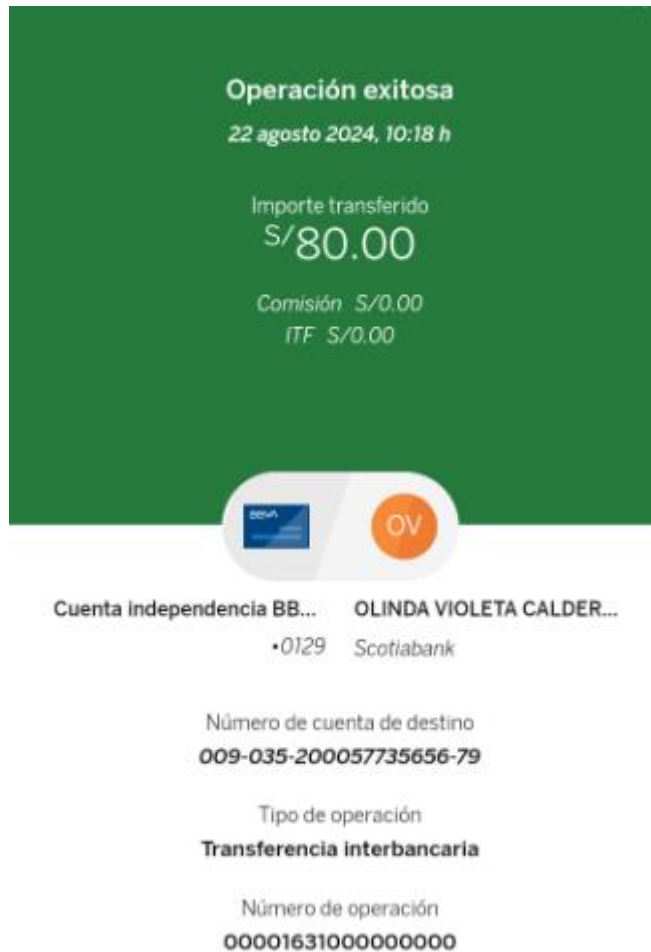 Operación exitosa
22 agosto 2024, 10:18 h
Importe transferido
S/80.00
Comisión S/0.00
ITF S/0.00
BBVA
OV
Cuenta independencia BB...
•0129
OLINDA VIOLETA CALDER...
Scotiabank
Número de cuenta de destino
009-035-200057735656-79
Tipo de operación
Transferencia interbancaria
Número de operación
000016310000000000